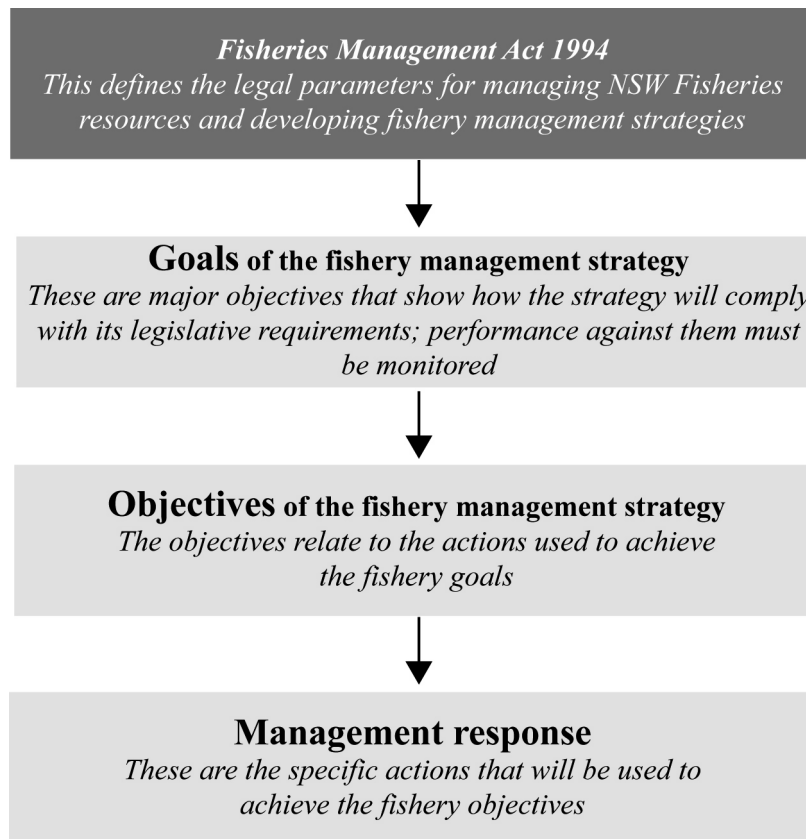 Fisheries Management Act 1994
This defines the legal parameters for managing NSW Fisheries
resources and developing fishery management strategies
Goals of the fishery management strategy
These are major objectives that show how the strategy will comply
with its legislative requirements; performance against them must
be monitored
Objectives of the fishery management strategy
The objectives relate to the actions used to achieve
the fishery goals
Management response
These are the specific actions that will be used to
achieve the fishery objectives